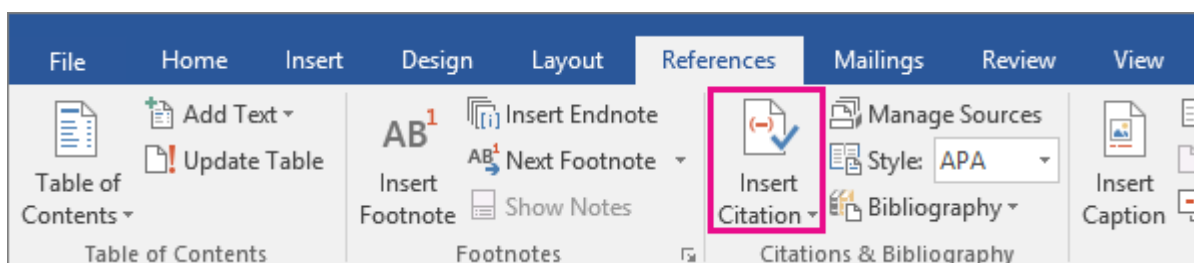 File Home Insert Design Layout References Mailings Review View
Table of
Contents
Add Text
Update Table
Table of Contents
AB1
Insert
Footnote
[i] Insert Endnote
AB1 Next Footnote
Show Notes
Footnotes
(-)
Insert
Citation
Manage Sources
Style: APA
Bibliography
Citations & Bibliography
Insert
Caption